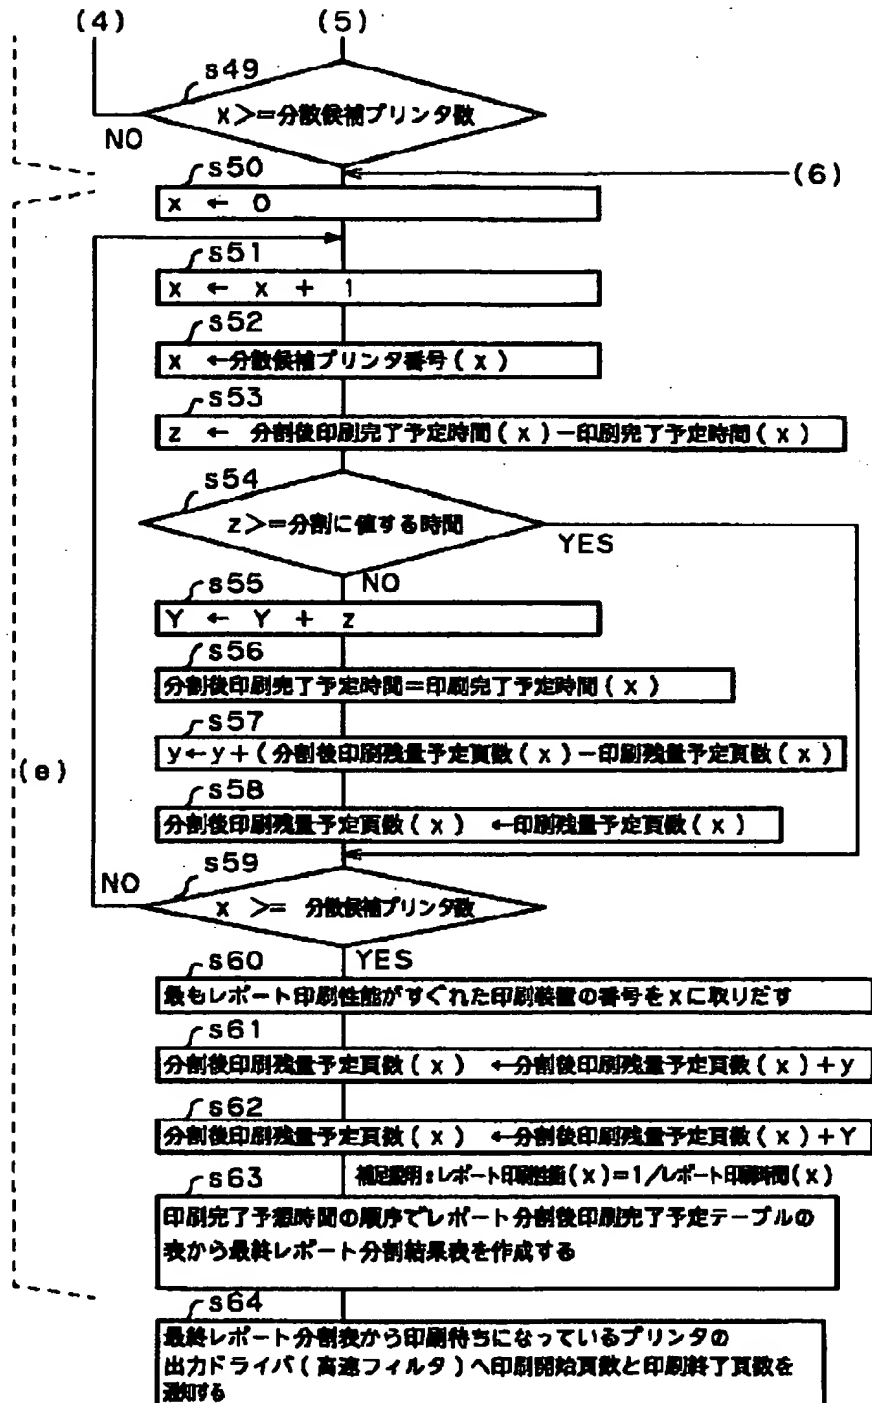 (4)
(5)
s49
x>=分散候補プリンタ数
NO
s50
(6)
x ← 0
s51
x ← x + 1
s52
x ←分散候補プリンタ番号(x)
s53
z ← 分割後印刷完了予定時間(x)−印刷完了予定時間(x)
s54
z>=分割に値する時間
YES
NO
s55
Y ← Y + z
s56
分割後印刷完了予定時間=印刷完了予定時間(x)
s57
y←y+(分割後印刷残量予定頁数(x)−印刷残量予定頁数(x)
(e)
s58
分割後印刷残量予定頁数(x) ←印刷残量予定頁数(x)
s59
NO
x >= 分散候補プリンタ数
YES
s60
最もレポート印刷性能がすぐれた印刷装置の番号をxに取りだす
s61
分割後印刷残量予定頁数(x) ←分割後印刷残量予定頁数(x)+y
s62
分割後印刷残量予定頁数(x) ←分割後印刷残量予定頁数(x)+Y
s63
補足説明:レポート印刷性能(x)=1/レポート印刷時間(x)
印刷完了予想時間の順序でレポート分割後印刷完了予定テーブルの
表から最終レポート分割結果表を作成する
s64
最終レポート分割表から印刷待ちになっているプリンタの
出力ドライバ(高速フィルタ)へ印刷開始頁数と印刷終了頁数を
通知する